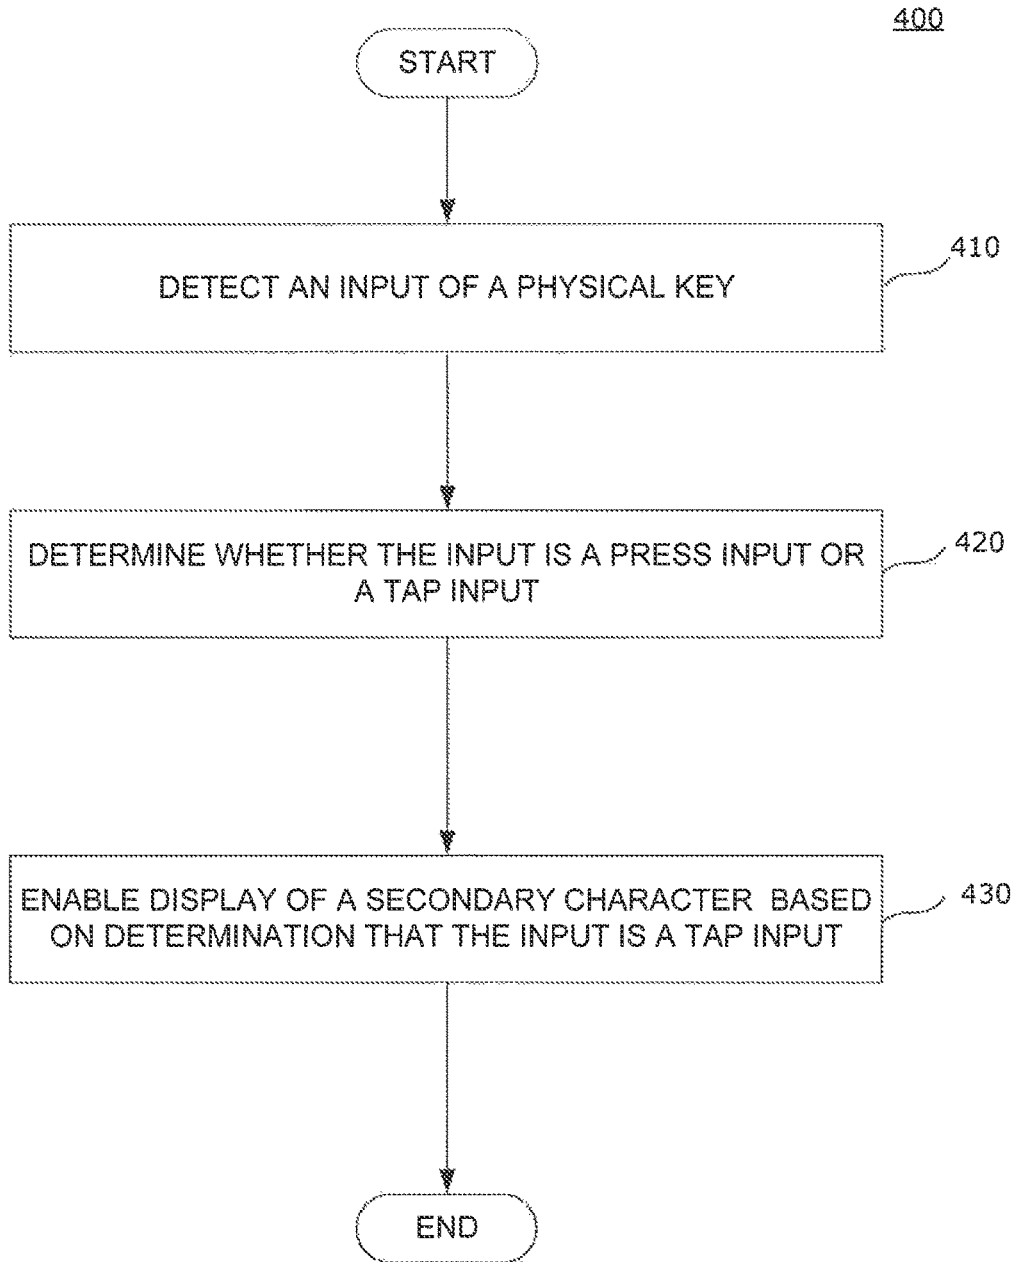 400
START
DETECT AN INPUT OF A PHYSICAL KEY
410
DETERMINE WHETHER THE INPUT IS A PRESS INPUT OR
A TAP INPUT
420
ENABLE DISPLAY OF A SECONDARY CHARACTER BASED
ON DETERMINATION THAT THE INPUT IS A TAP INPUT
430
END